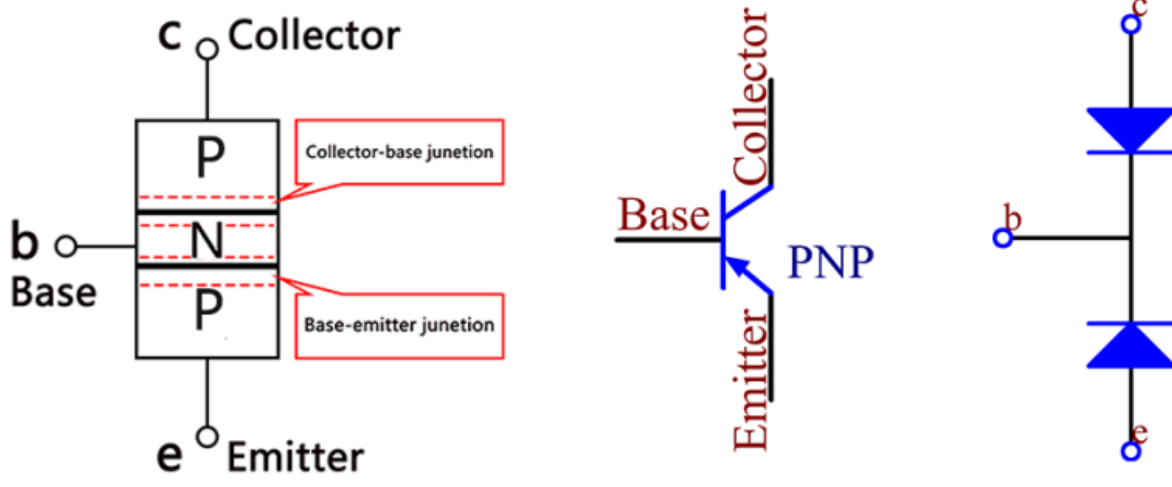 c Collector
P
Collector-base junetion
N
b
Base
P
Base-emitter junetion
e Emitter
Collector
Base
PNP
Emitter
c
b
e